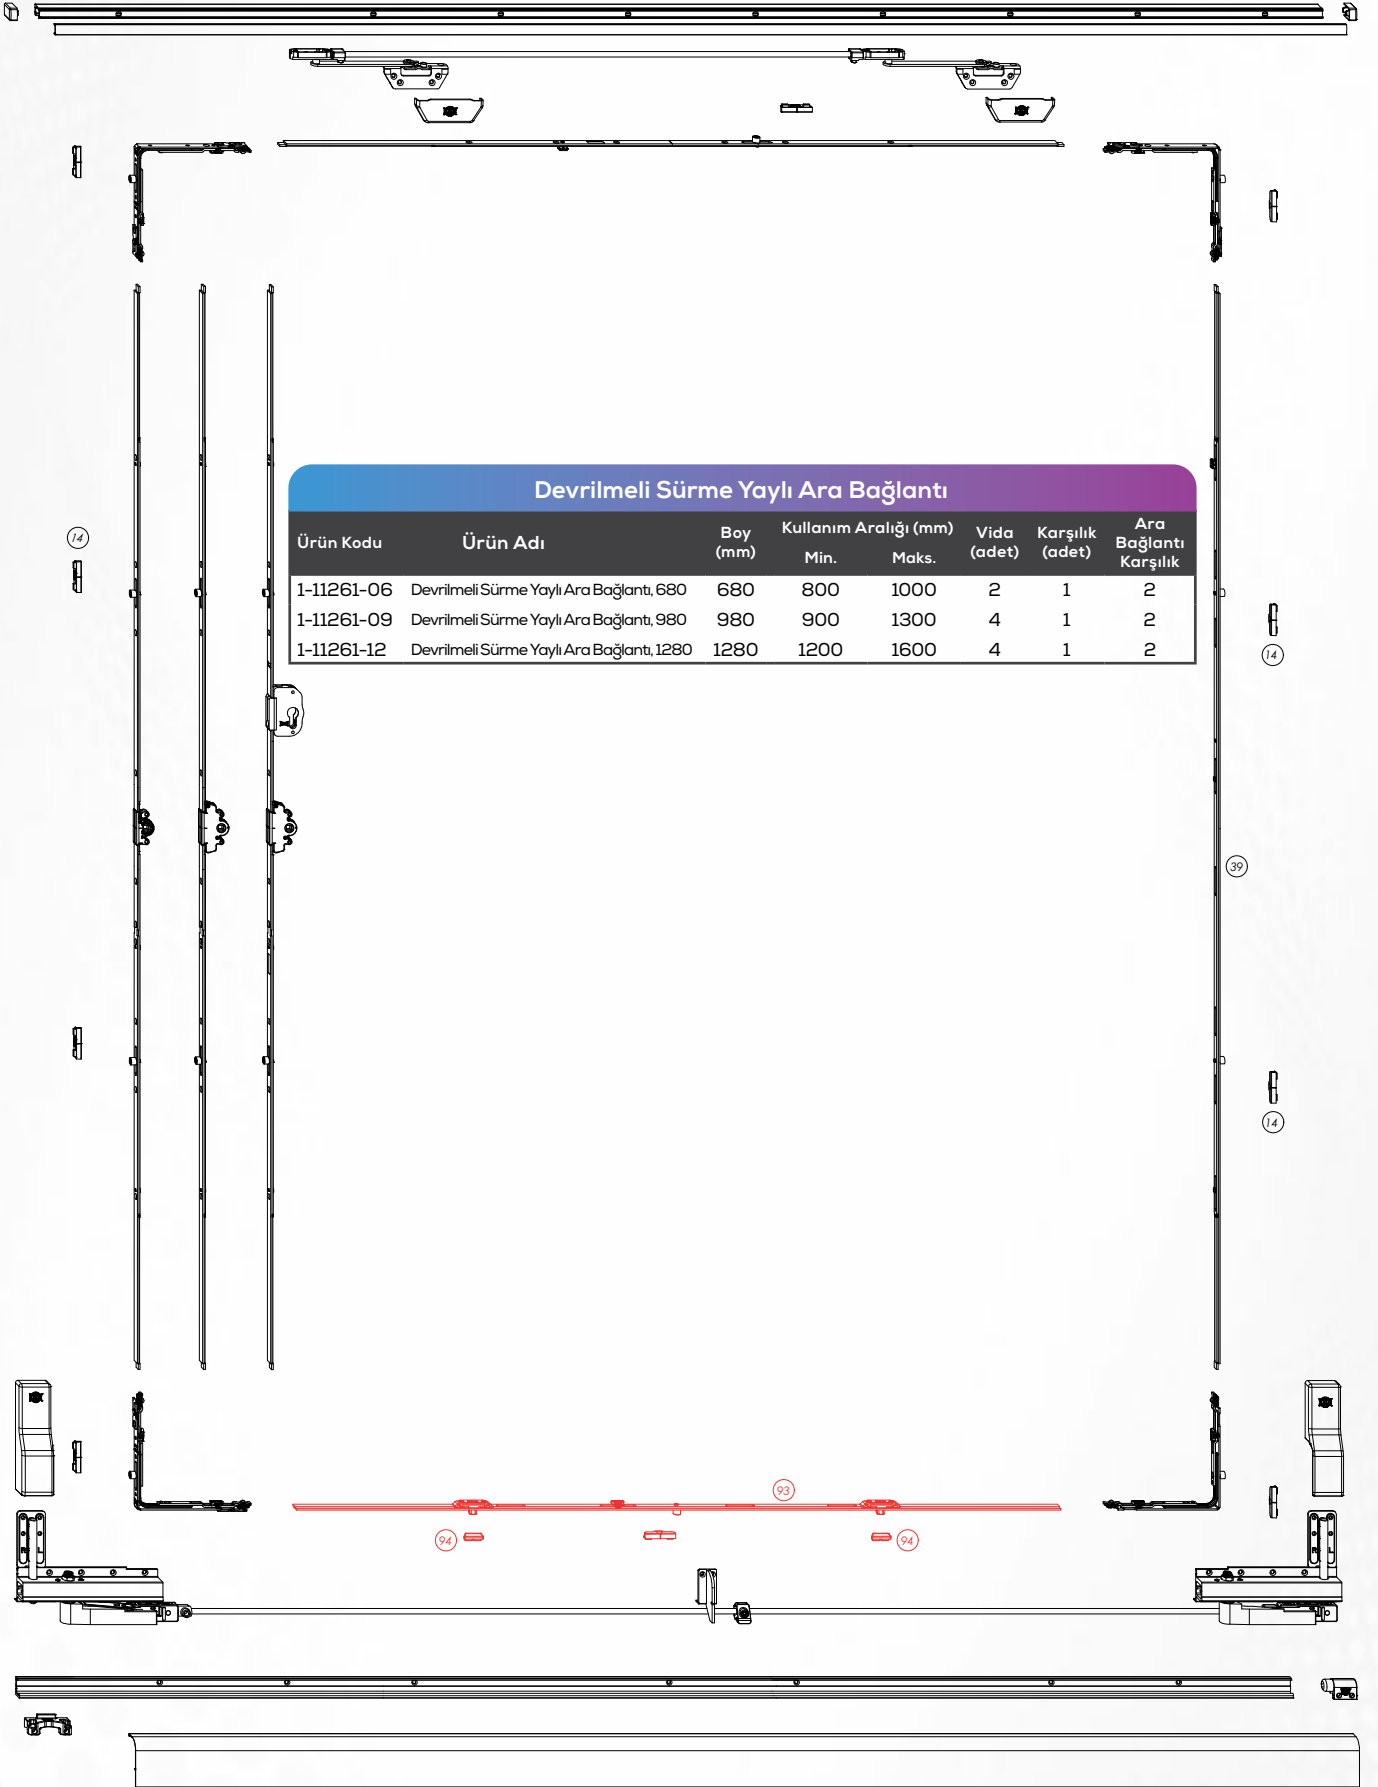 Devrilmeli Sürme Yaylı Ara Bağlantı
Ürün Kodu Ürün Adı Boy (mm) Kullanım Aralığı (mm) Min. Maks. Vida (adet) Karşılık (adet) Ara Bağlantı Karşılık
1-11261-06 Devrilmeli Sürme Yaylı Ara Bağlantı, 680 680 800 1000 2 1 2
1-11261-09 Devrilmeli Sürme Yaylı Ara Bağlantı, 980 980 900 1300 4 1 2
1-11261-12 Devrilmeli Sürme Yaylı Ara Bağlantı, 1280 1280 1200 1600 4 1 2
14
14
39
14
93
94
94